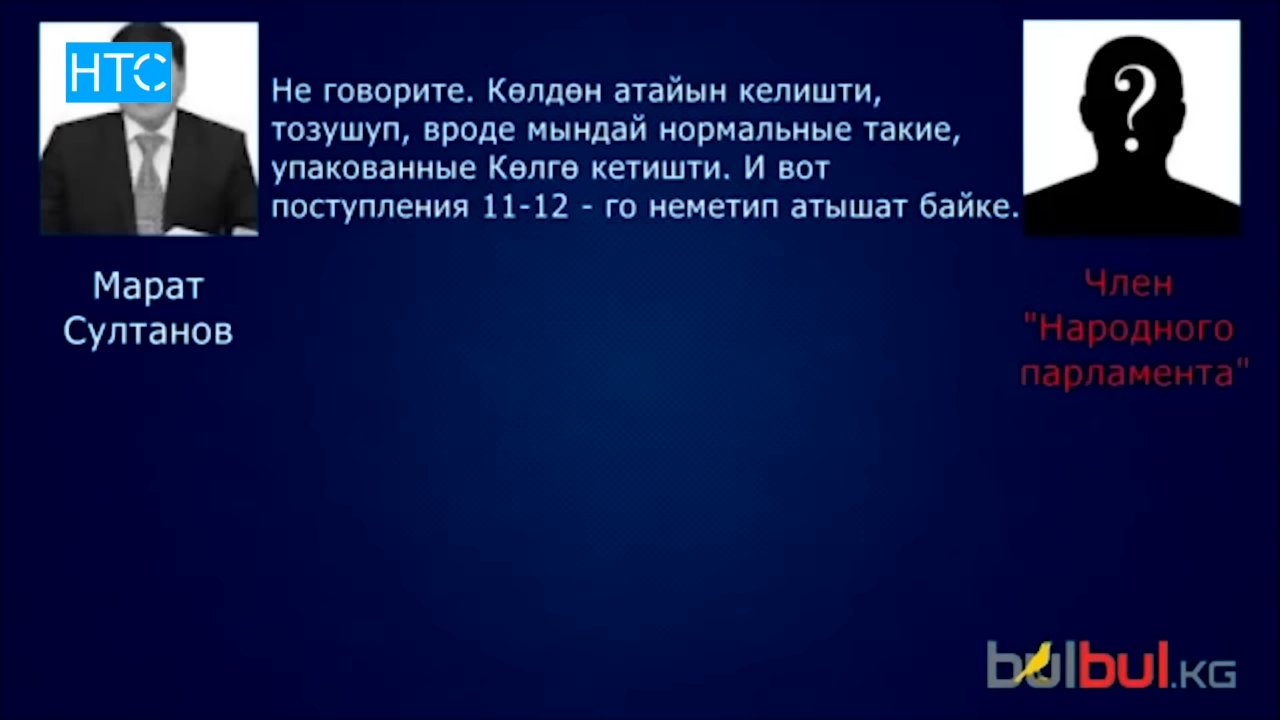 НТС
Не говорите. Көлдөн атайын келишти,
тозушуп, вроде мындай нормальные такие,
упакованные Көлгө кетишти. И вот
поступления 11-12 - го неметип атышат байке.
?
Марат
Султанов
Член
"Народного
парламента"
bulbul.KG